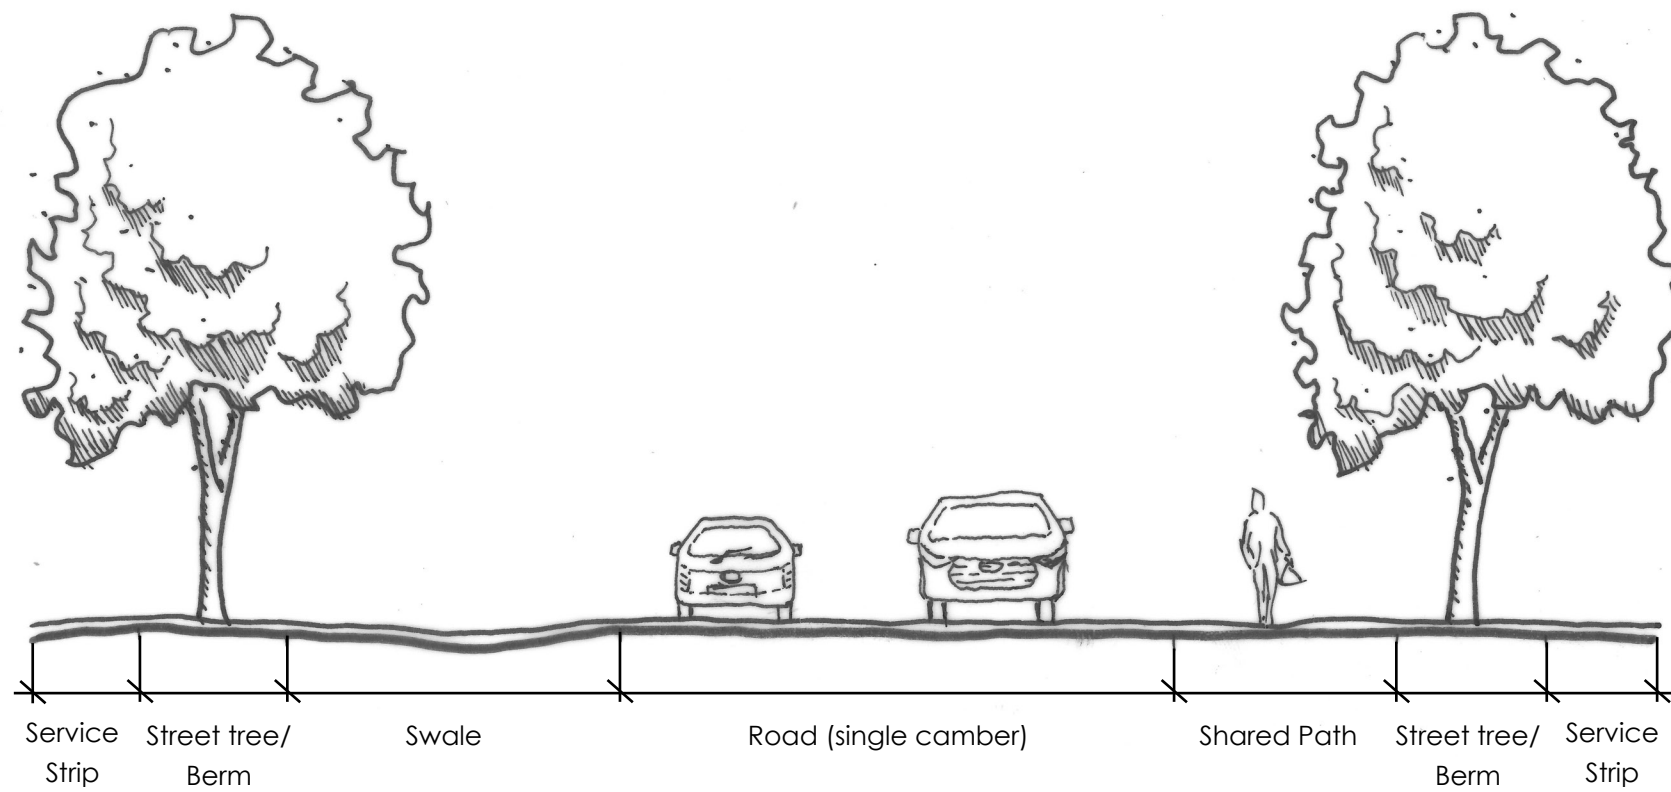 Service
Strip
Street tree/
Berm
Swale
Road (single camber)
Shared Path
Street tree/
Berm
Service
Strip